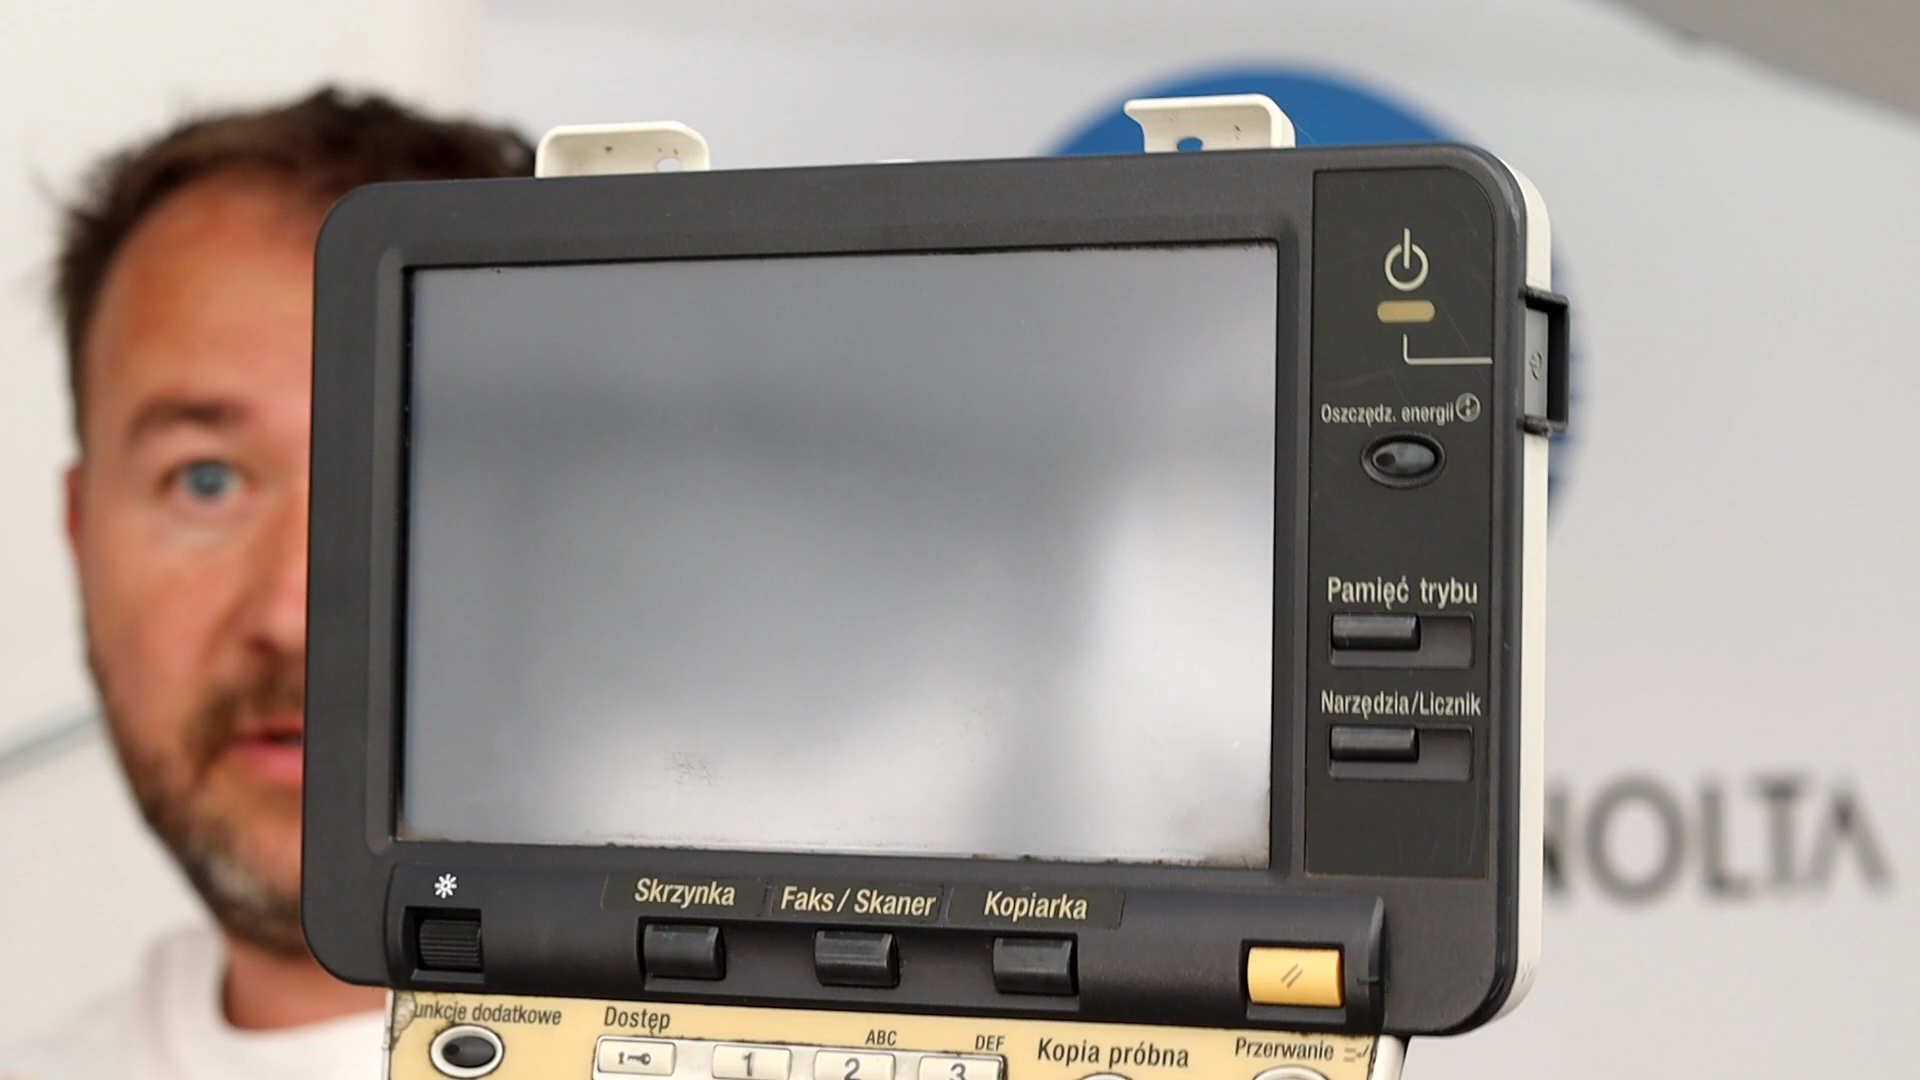 Oszczędz. energii
Pamięć trybu
Narzędzia/Licznik
NOLTA
Skrzynka
Faks / Skaner
Kopiarka
unkcje dodatkowe
Dostęp
ABC
DEF
Kopia próbna
Przerwanie
1
2
3